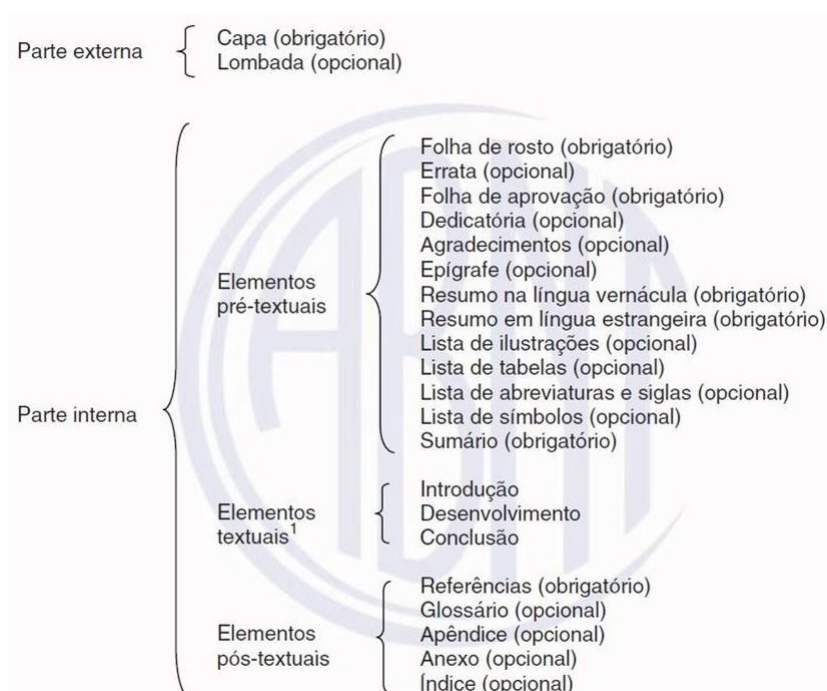 Parte externa
Capa (obrigatório)
Lombada (opcional)
Parte interna
Elementos
pré-textuais
Folha de rosto (obrigatório)
Errata (opcional)
Folha de aprovação (obrigatório)
Dedicatória (opcional)
Agradecimentos (opcional)
Epígrafe (opcional)
Resumo na língua vernácula (obrigatório)
Resumo em língua estrangeira (obrigatório)
Lista de ilustrações (opcional)
Lista de tabelas (opcional)
Lista de abreviaturas e siglas (opcional)
Lista de símbolos (opcional)
Sumário (obrigatório)
Elementos
textuais¹
Introdução
Desenvolvimento
Conclusão
Elementos
pós-textuais
Referências (obrigatório)
Glossário (opcional)
Apêndice (opcional)
Anexo (opcional)
Índice (opcional)
ABNT